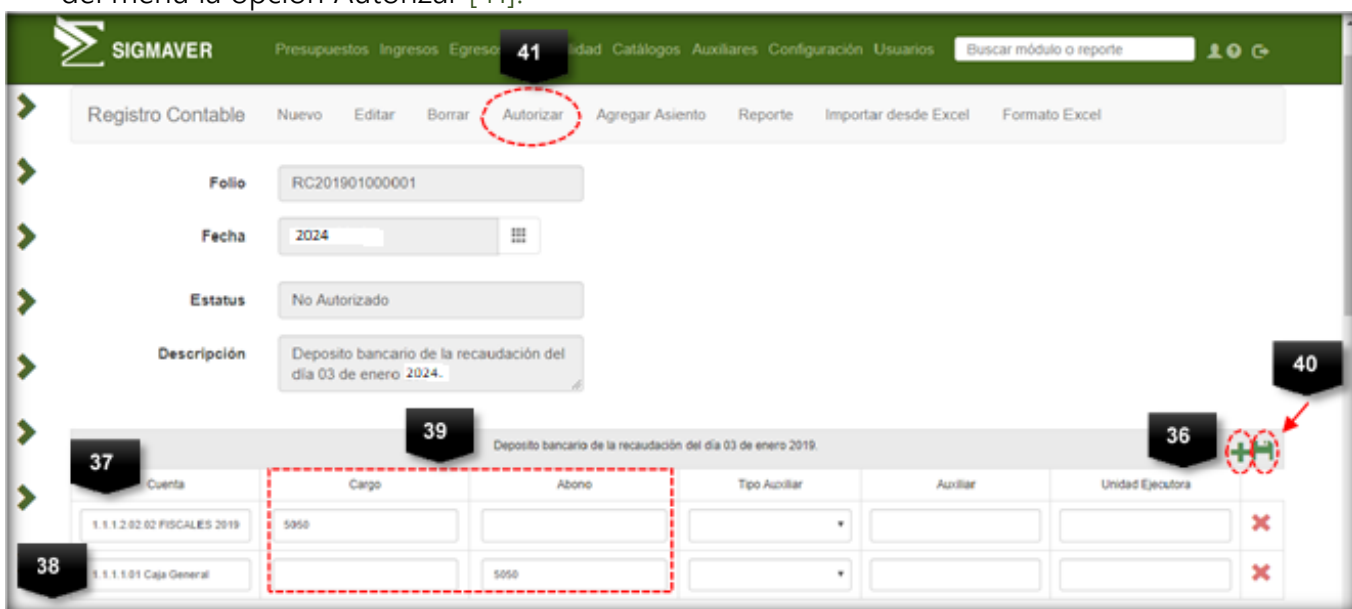 del menú la opción Autorizar [41].
SIGMAVER Presupuestos Ingresos Egresos 41 idad Catálogos Auxiliares Configuración Usuarios Buscar módulo o reporte
Registro Contable Nuevo Editar Borrar Autorizar Agregar Asiento Reporte Importar desde Excel Formato Excel
Folio RC201901000001
Fecha 2024
Estatus No Autorizado
Descripción Deposito bancario de la recaudación del
día 03 de enero 2024.
40
39 Deposito bancario de la recaudación del día 03 de enero 2019. 36
37
Cuenta Cargo Abono Tipo Auxiliar Auxiliar Unidad Ejecutora
1.1.1.2.02.02 FISCALES 2019 5050
38 1.1.1.1.01 Caja General 5050